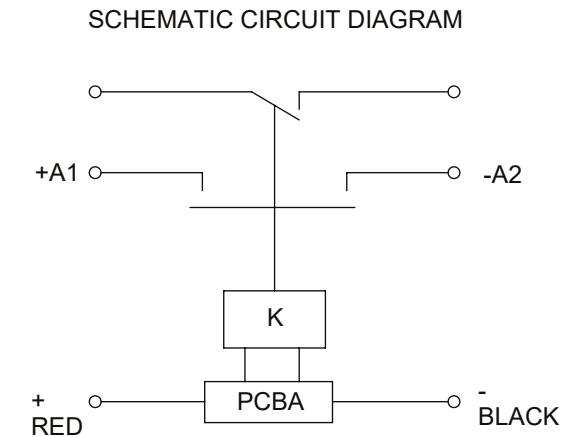 SCHEMATIC CIRCUIT DIAGRAM
+A1
-A2
K
PCBA
+
RED
-
BLACK